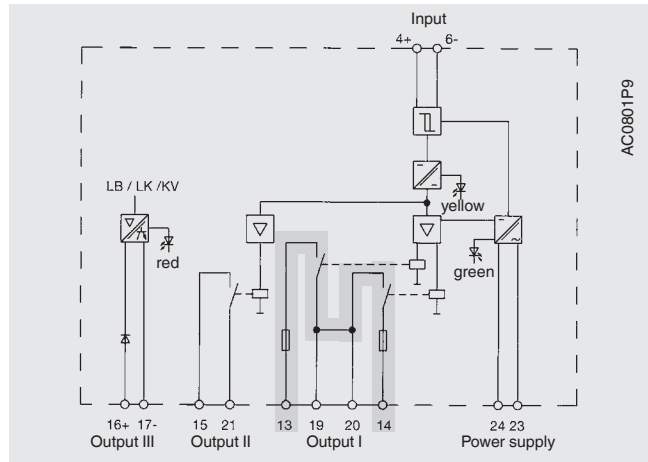 Input
4+ 6-
AC0801P9
LB / LK /KV
yellow
red
green
16+ 17- 15 21 13 19 20 14 24 23
Output III Output II Output I Power supply